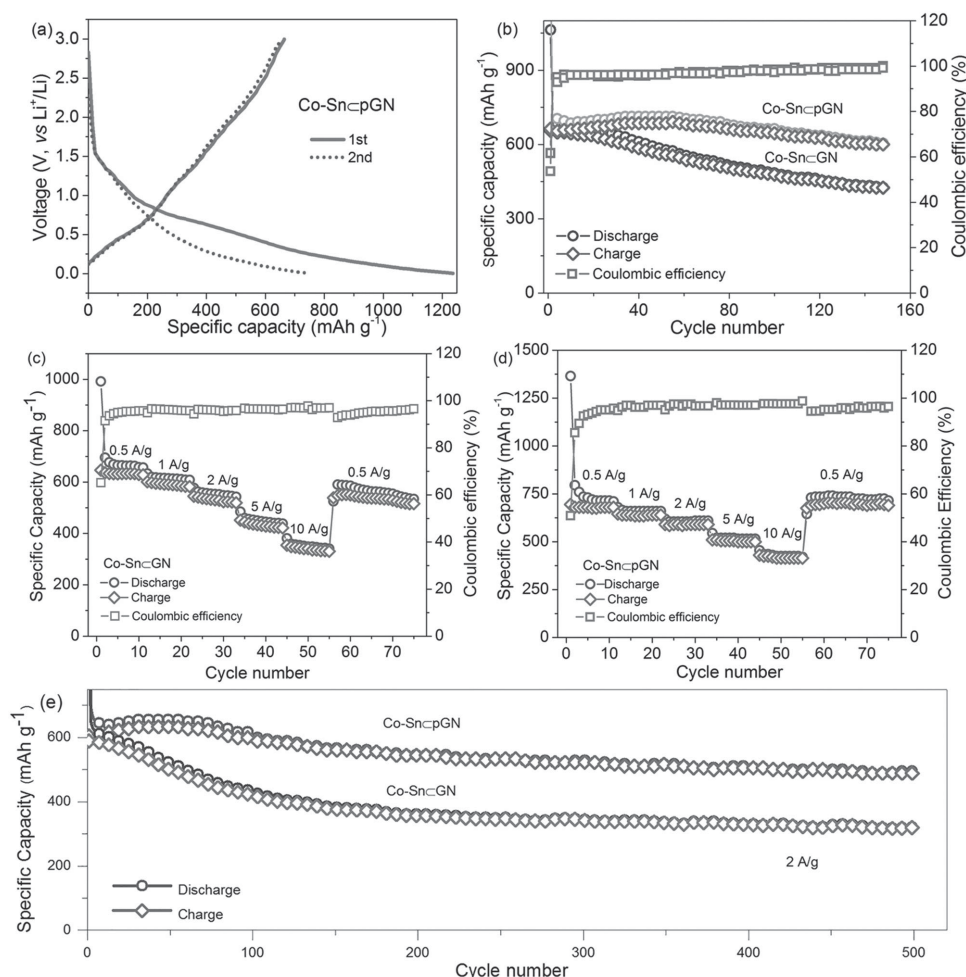 (a)
Voltage (V, vs Li⁺/Li)
3.0
2.5
2.0
1.5
1.0
0.5
0.0
Co-Sn⊂pGN
1st
2nd
0 200 400 600 800 1000 1200
Specific capacity (mAh g⁻¹)
(b)
specific capacity (mAh g⁻¹)
900
600
300
0
Co-Sn⊂pGN
Co-Sn⊂GN
Discharge
Charge
Coulombic efficiency
120
100
80
60
40
20
0
Coulombic efficiency (%)
0 40 80 120 160
Cycle number
(c)
Specific Capacity (mAh g⁻¹)
1000
800
600
400
200
0
0.5 A/g
1 A/g
2 A/g
5 A/g
10 A/g
0.5 A/g
Co-Sn⊂GN
Discharge
Charge
Coulombic efficiency
120
100
80
60
40
20
0
Coulombic efficiency (%)
0 10 20 30 40 50 60 70
Cycle number
(d)
Specific Capacity (mAh g⁻¹)
1500
1250
1000
750
500
250
0
0.5 A/g
1 A/g
2 A/g
5 A/g
10 A/g
0.5 A/g
Co-Sn⊂pGN
Discharge
Charge
Coulombic efficiency
120
100
80
60
40
20
0
Coulombic Efficiency (%)
0 10 20 30 40 50 60 70
Cycle number
(e)
Specific Capacity (mAh g⁻¹)
600
400
200
0
Co-Sn⊂pGN
Co-Sn⊂GN
2 A/g
Discharge
Charge
0 100 200 300 400 500
Cycle number